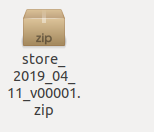 zip
store_
2019_04_
11_v00001.
zip